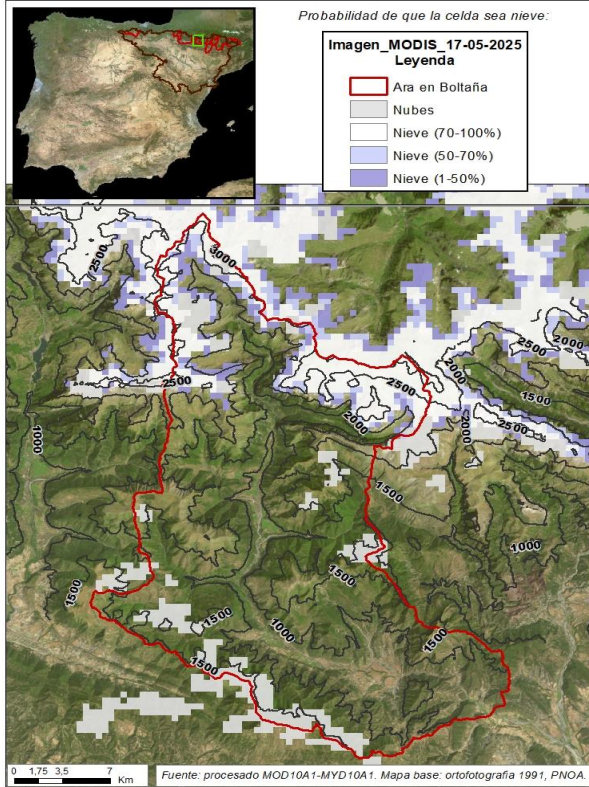 Probabilidad de que la celda sea nieve:
Imagen_MODIS_17-05-2025
Leyenda
Ara en Boltaña
Nubes
Nieve (70-100%)
Nieve (50-70%)
Nieve (1-50%)
2500
3000
2000
2500
2000
2500
2500
2000
1500
2000
2500
2000
1000
1500
1000
1500
1500
1500
1000
1500
1500
0 1,75 3,5 7
Km
Fuente: procesado MOD10A1-MYD10A1. Mapa base: ortofotografia 1991, PNOA.